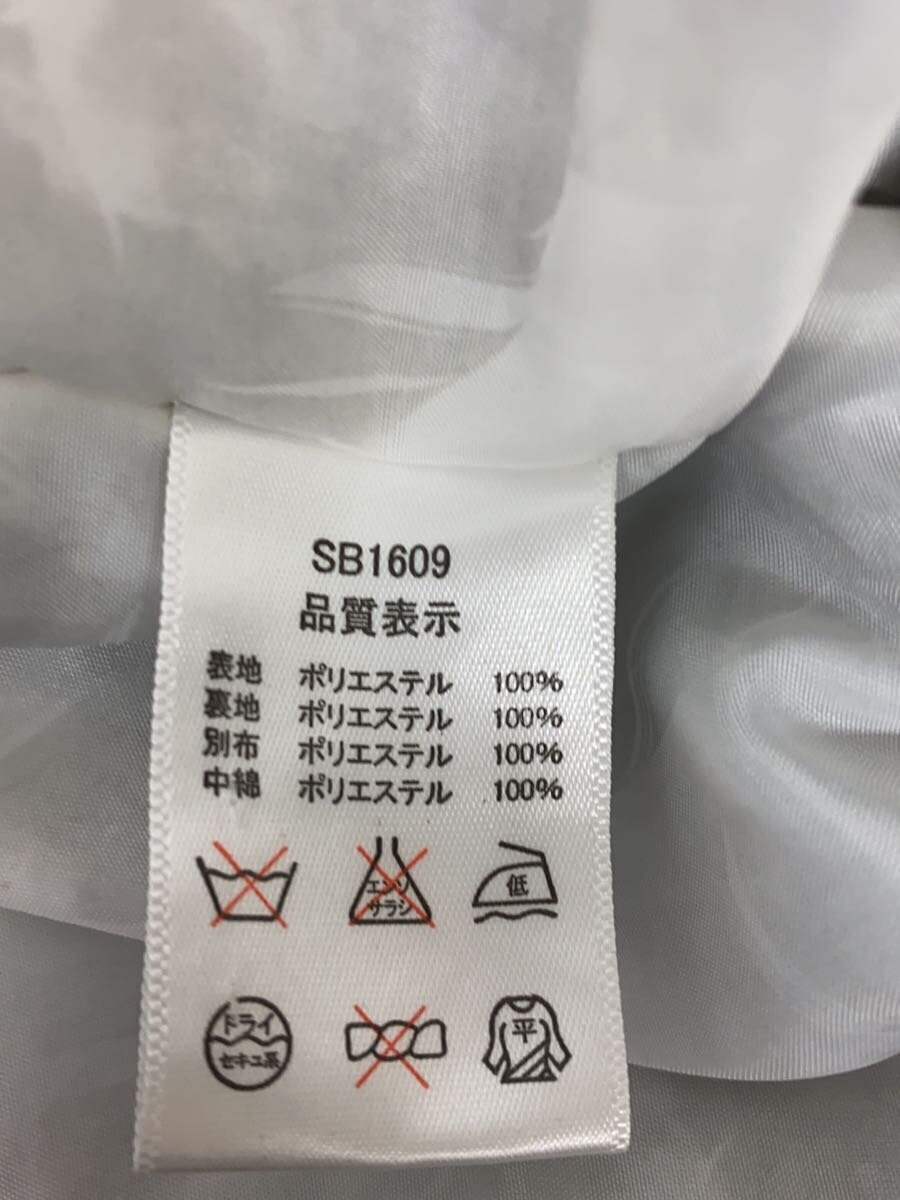 SB1609
品質表示
表地 ポリエステル 100%
裏地 ポリエステル 100%
別布 ポリエステル 100%
中綿 ポリエステル 100%
エンソ
サラシ
低
ドライ
セキユ系
平